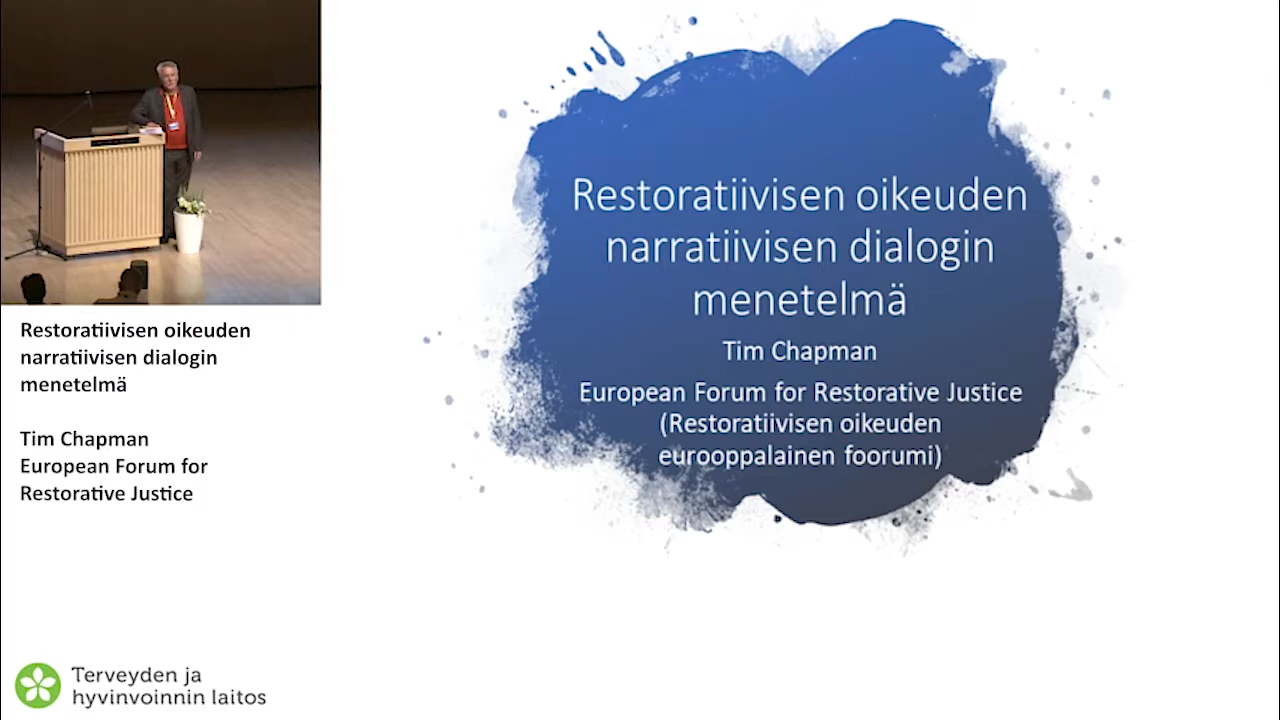 Restoratiivisen oikeuden
narratiivisen dialogin
menetelmä
Tim Chapman
European Forum for Restorative Justice
(Restoratiivisen oikeuden
eurooppalainen foorumi)
Restoratiivisen oikeuden
narratiivisen dialogin
menetelmä
Tim Chapman
European Forum for
Restorative Justice
Terveyden ja
hyvinvoinnin laitos